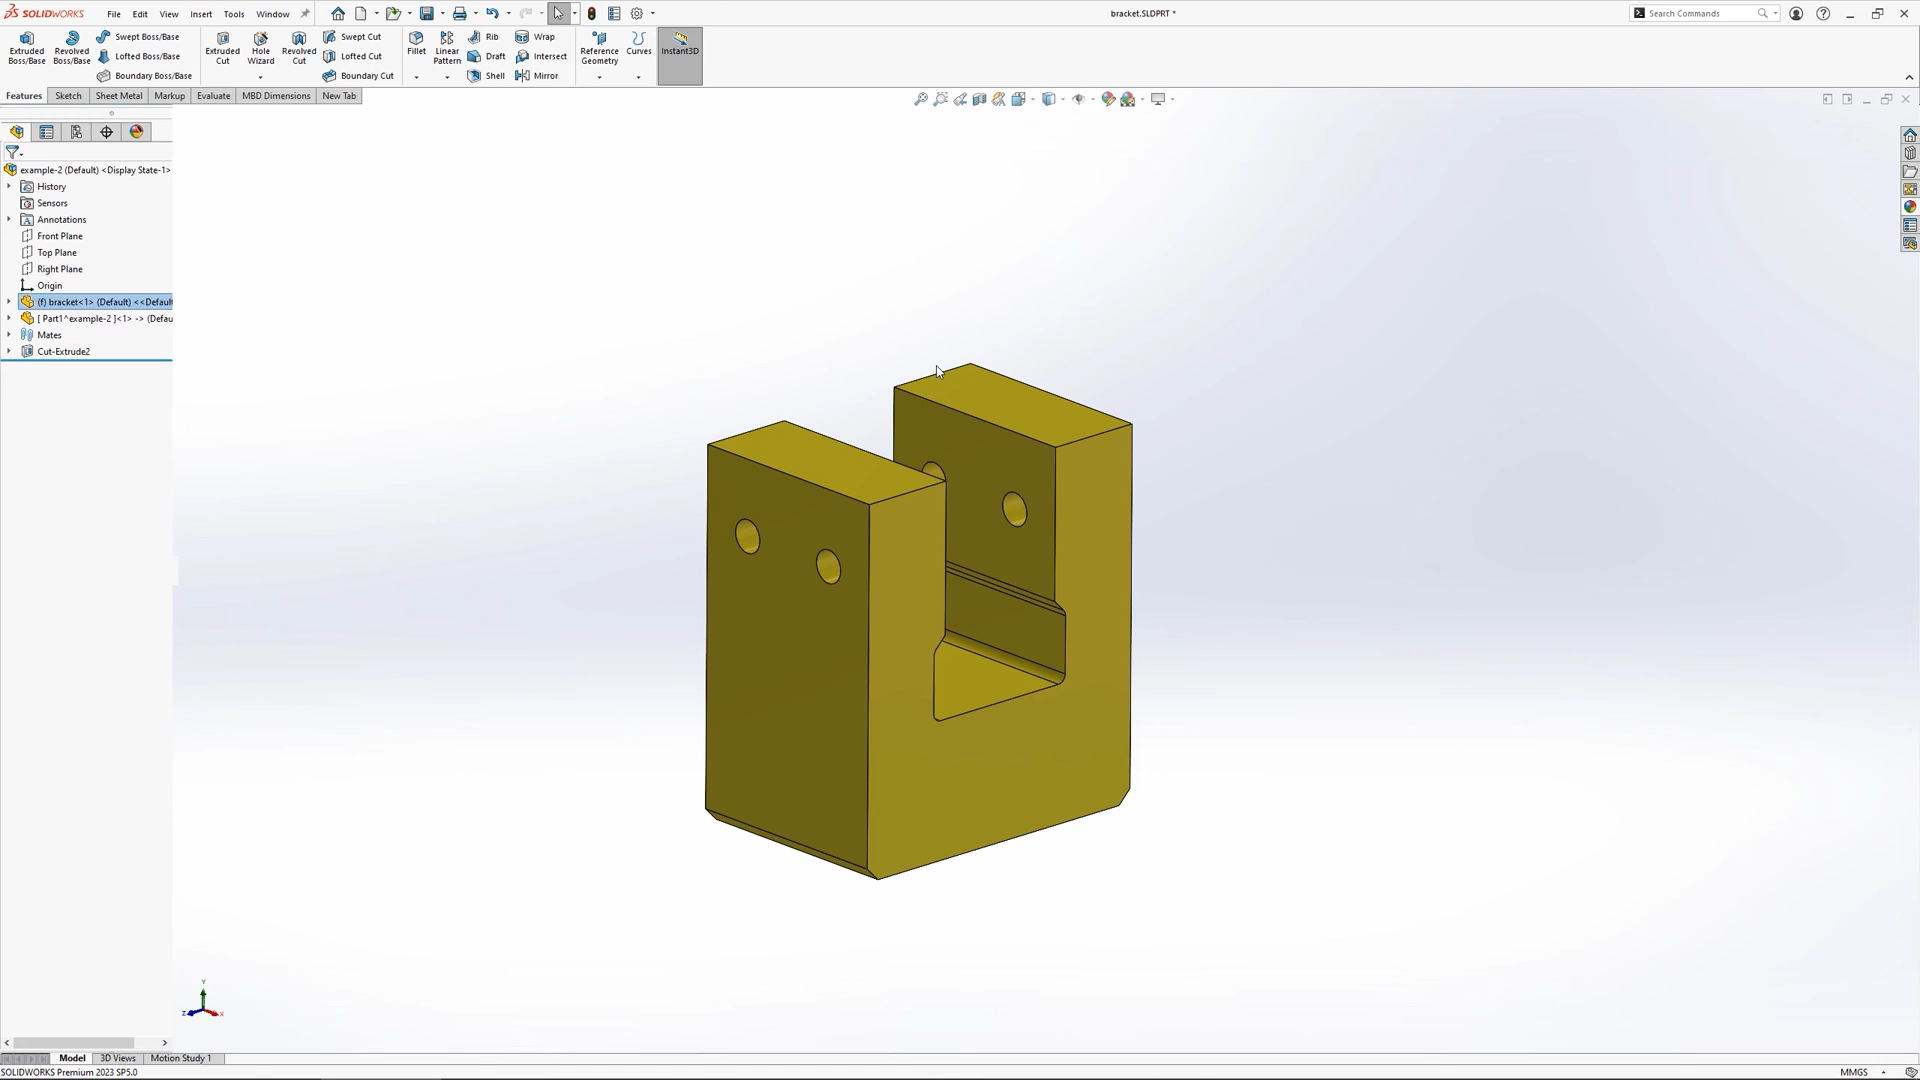 SOLIDWORKS File Edit View Insert Tools Window bracket.SLDPRT * Search Commands
Extruded Boss/Base
Revolved Boss/Base
Swept Boss/Base
Lofted Boss/Base
Boundary Boss/Base
Extruded Cut
Hole Wizard
Revolved Cut
Swept Cut
Lofted Cut
Boundary Cut
Fillet
Linear Pattern
Rib
Draft
Shell
Wrap
Intersect
Mirror
Reference Geometry
Curves
Instant3D
Features Sketch Sheet Metal Markup Evaluate MBD Dimensions New Tab
example-2 (Default) <Display State-1>
History
Sensors
Annotations
Front Plane
Top Plane
Right Plane
Origin
(f) bracket<1> (Default) <<Default
[ Part1^example-2 ]<1> -> (Defau
Mates
Cut-Extrude2
Y
Z X
Model 3D Views Motion Study 1
SOLIDWORKS Premium 2023 SP5.0 MMGS